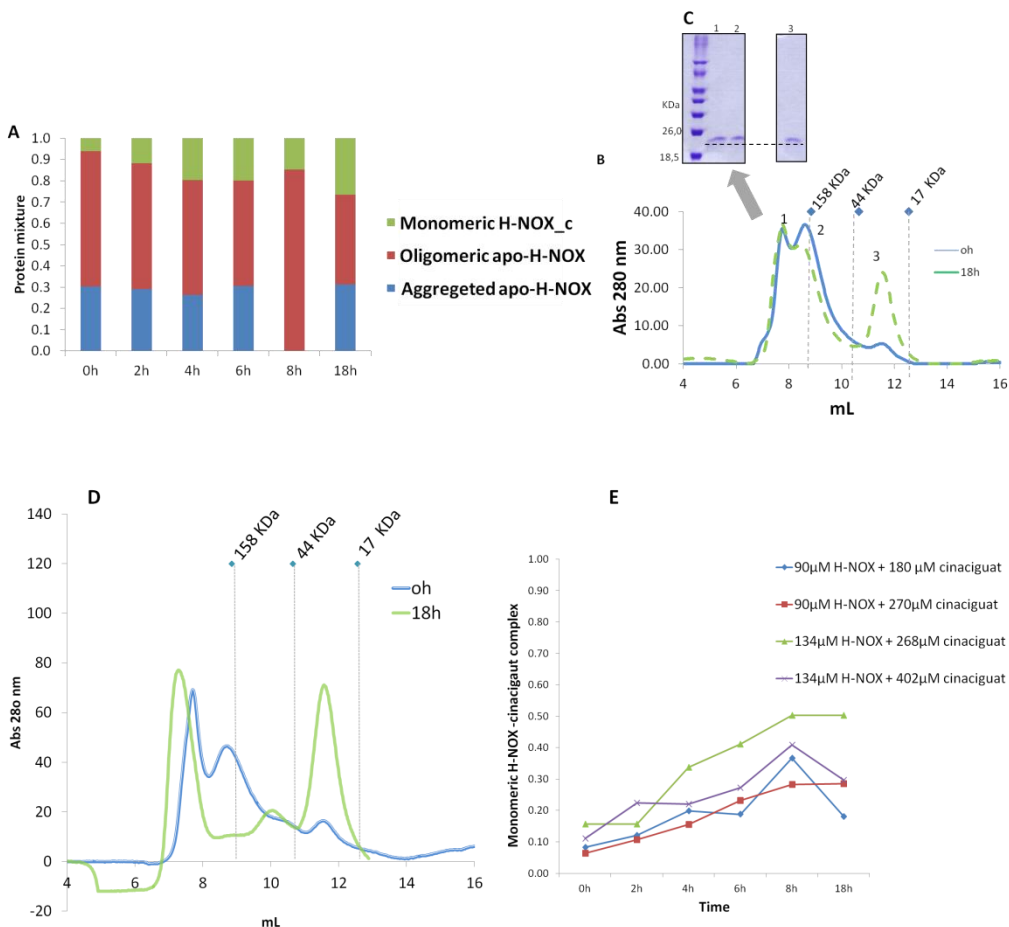 A
1.0
0.9
0.8
0.7
0.6
0.5
0.4
0.3
0.2
0.1
0.0
Protein mixture
0h 2h 4h 6h 8h 18h
Monomeric H-NOX_c
Oligomeric apo-H-NOX
Aggregeted apo-H-NOX
C
1 2 3
KDa
26,0
18,5
B
158 KDa
44 KDa
17 KDa
40.00
30.00
20.00
10.00
0.00
Abs 280 nm
1
2
3
oh
18h
4 6 8 10 12 14 16
mL
D
140
120
100
80
60
40
20
0
-20
Abs 28o nm
158 KDa
44 KDa
17 KDa
oh
18h
4 6 8 10 12 14 16
mL
E
1.00
0.90
0.80
0.70
0.60
0.50
0.40
0.30
0.20
0.10
0.00
Monomeric H-NOX -cinacigaut complex
0h 2h 4h 6h 8h 18h
Time
90µM H-NOX + 180 µM cinaciguat
90µM H-NOX + 270µM cinaciguat
134µM H-NOX + 268µM cinaciguat
134µM H-NOX + 402µM cinaciguat